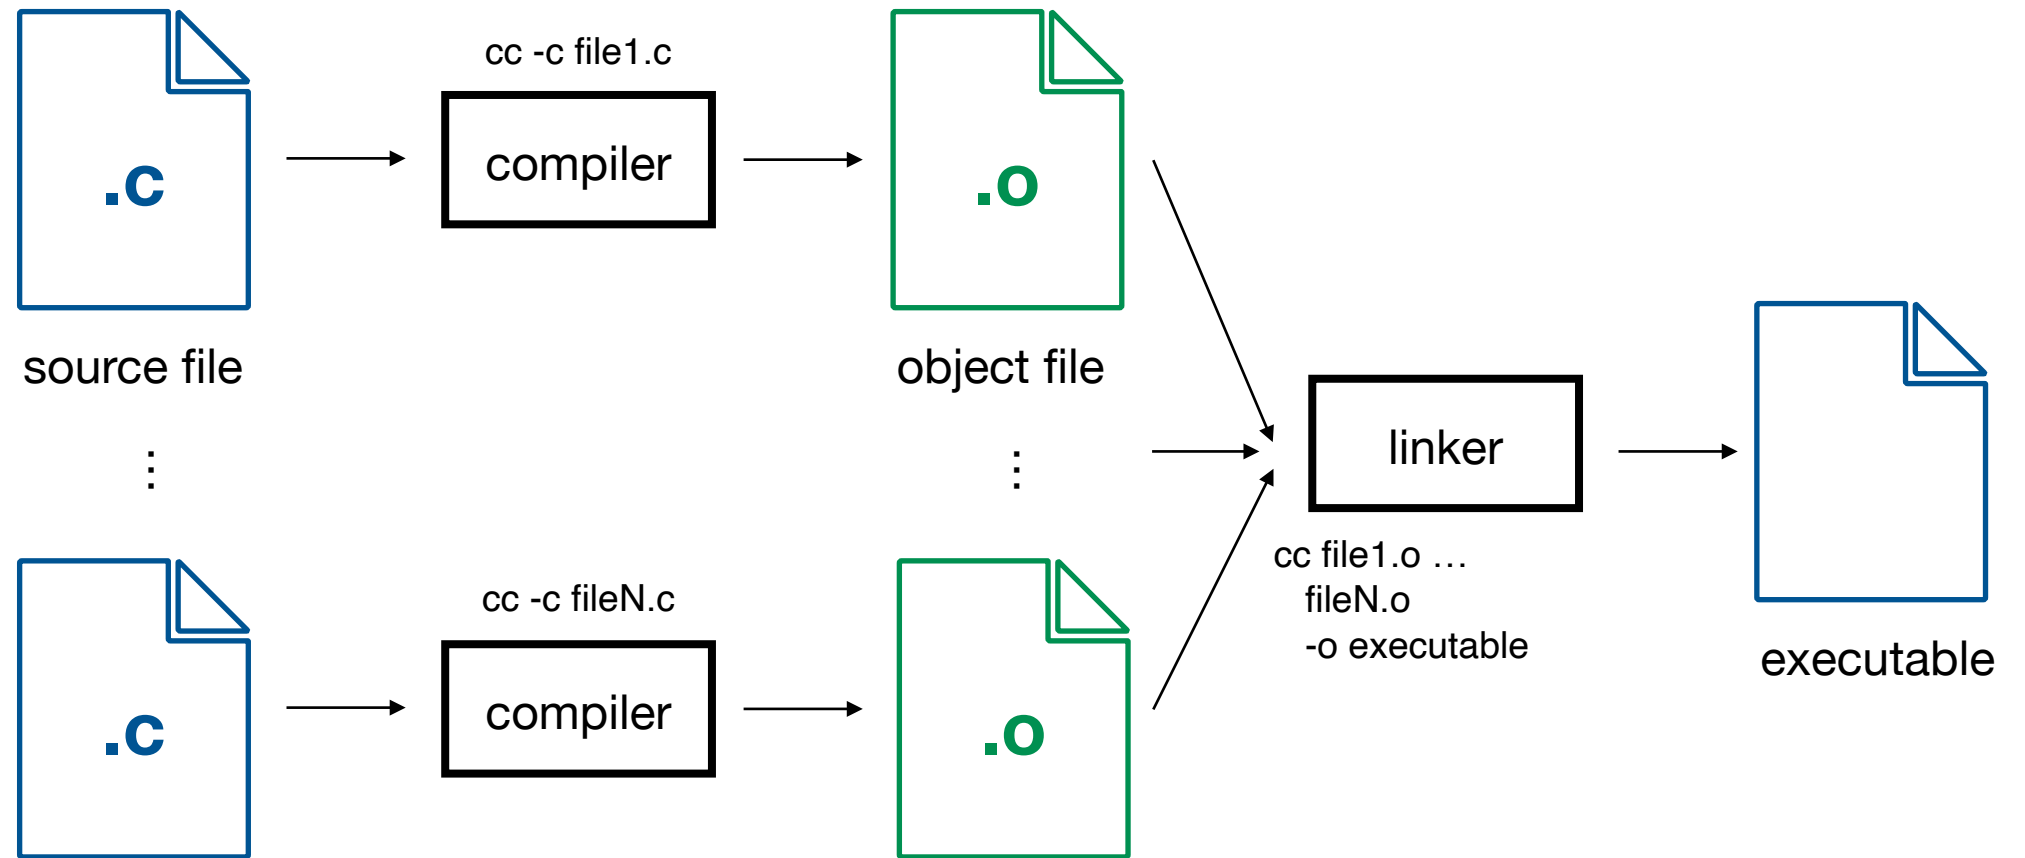 cc -c file1.c
.c
compiler
.o
source file
object file
⋮
⋮
linker
cc file1.o …
fileN.o
-o executable
executable
cc -c fileN.c
.c
compiler
.o